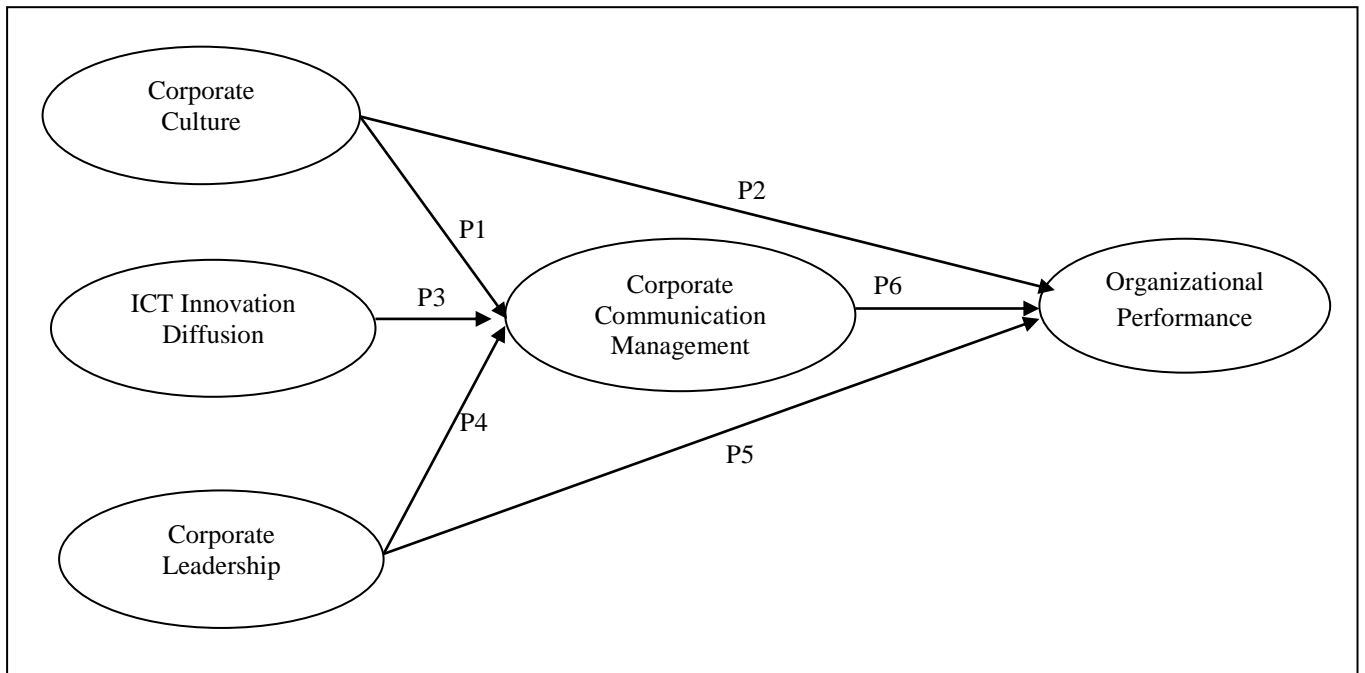 Corporate
Culture
P2
P1
ICT Innovation
Diffusion
P3
Corporate
Communication
Management
P6
Organizational
Performance
P4
P5
Corporate
Leadership